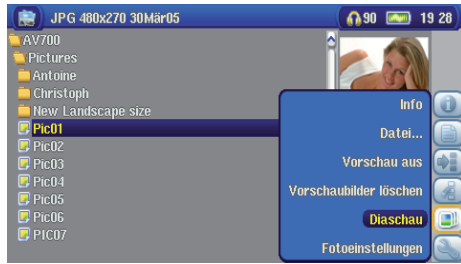 JPG 480x270 30Mär05
90
19 28
AV700
Pictures
Antoine
Christoph
New Landscape size
Pic01
Pic02
Pic03
Pic04
Pic05
Pic06
PIC07
Info
Datei...
Vorschau aus
Vorschaubilder löschen
Diaschau
Fotoeinstellungen